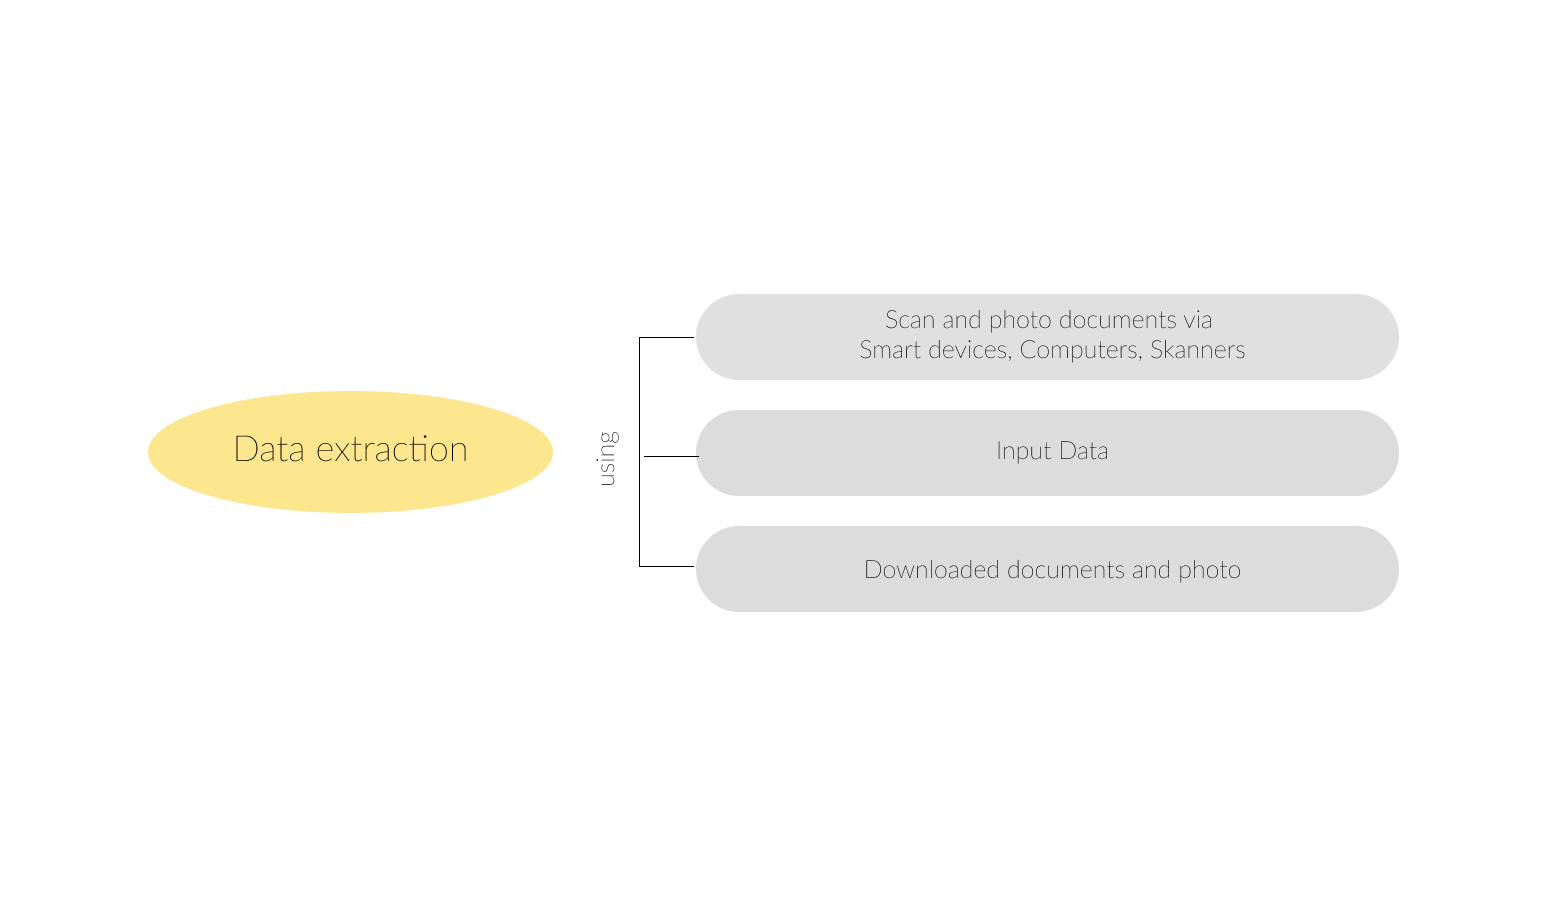 Data extraction
using
Scan and photo documents via
Smart devices, Computers, Skanners
Input Data
Downloaded documents and photo